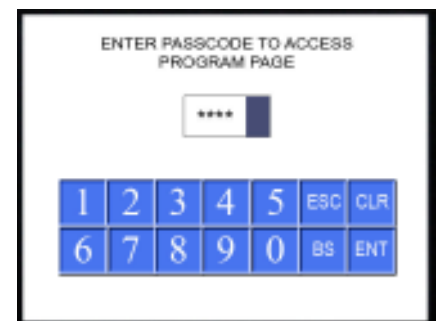 ENTER PASSCODE TO ACCESS
PROGRAM PAGE
****
1 2 3 4 5 ESC CLR
6 7 8 9 0 BS ENT